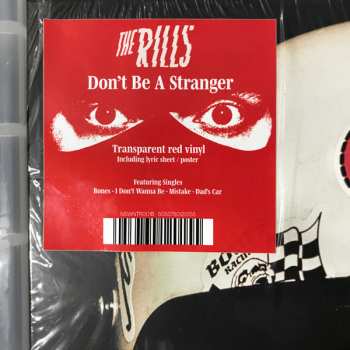 THE RILLS
Don't Be A Stranger
Transparent red vinyl
Including lyric sheet / poster
Featuring Singles
Bones - I Don't Wanna Be - Mistake - Dad's Car
RACING